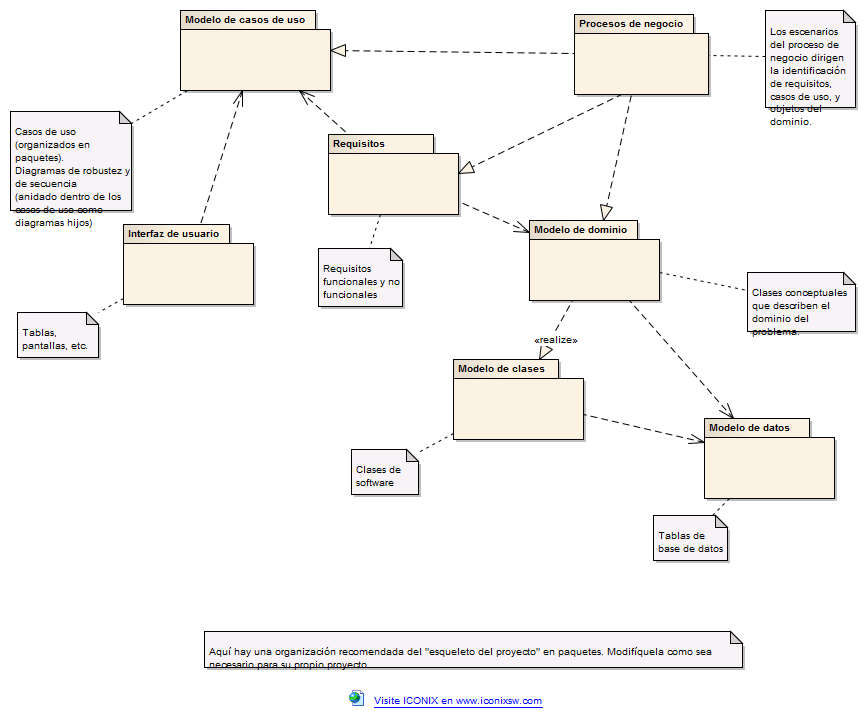 Modelo de casos de uso
Procesos de negocio
Los escenarios
del proceso de
negocio dirigen
la identificación
de requisitos,
casos de uso, y
objetos del
dominio.
Casos de uso
(organizados en
paquetes).
Diagramas de robustez y
de secuencia
(anidado dentro de los
casos de uso como
diagramas hijos)
Requisitos
Interfaz de usuario
Modelo de dominio
Requisitos
funcionales y no
funcionales
Clases conceptuales
que describen el
dominio del
problema.
Tablas,
pantallas, etc.
«realize»
Modelo de clases
Modelo de datos
Clases de
software
Tablas de
base de datos
Aquí hay una organización recomendada del "esqueleto del proyecto" en paquetes. Modifíquela como sea
necesario para su propio proyecto
Visite ICONIX en www.iconixsw.com